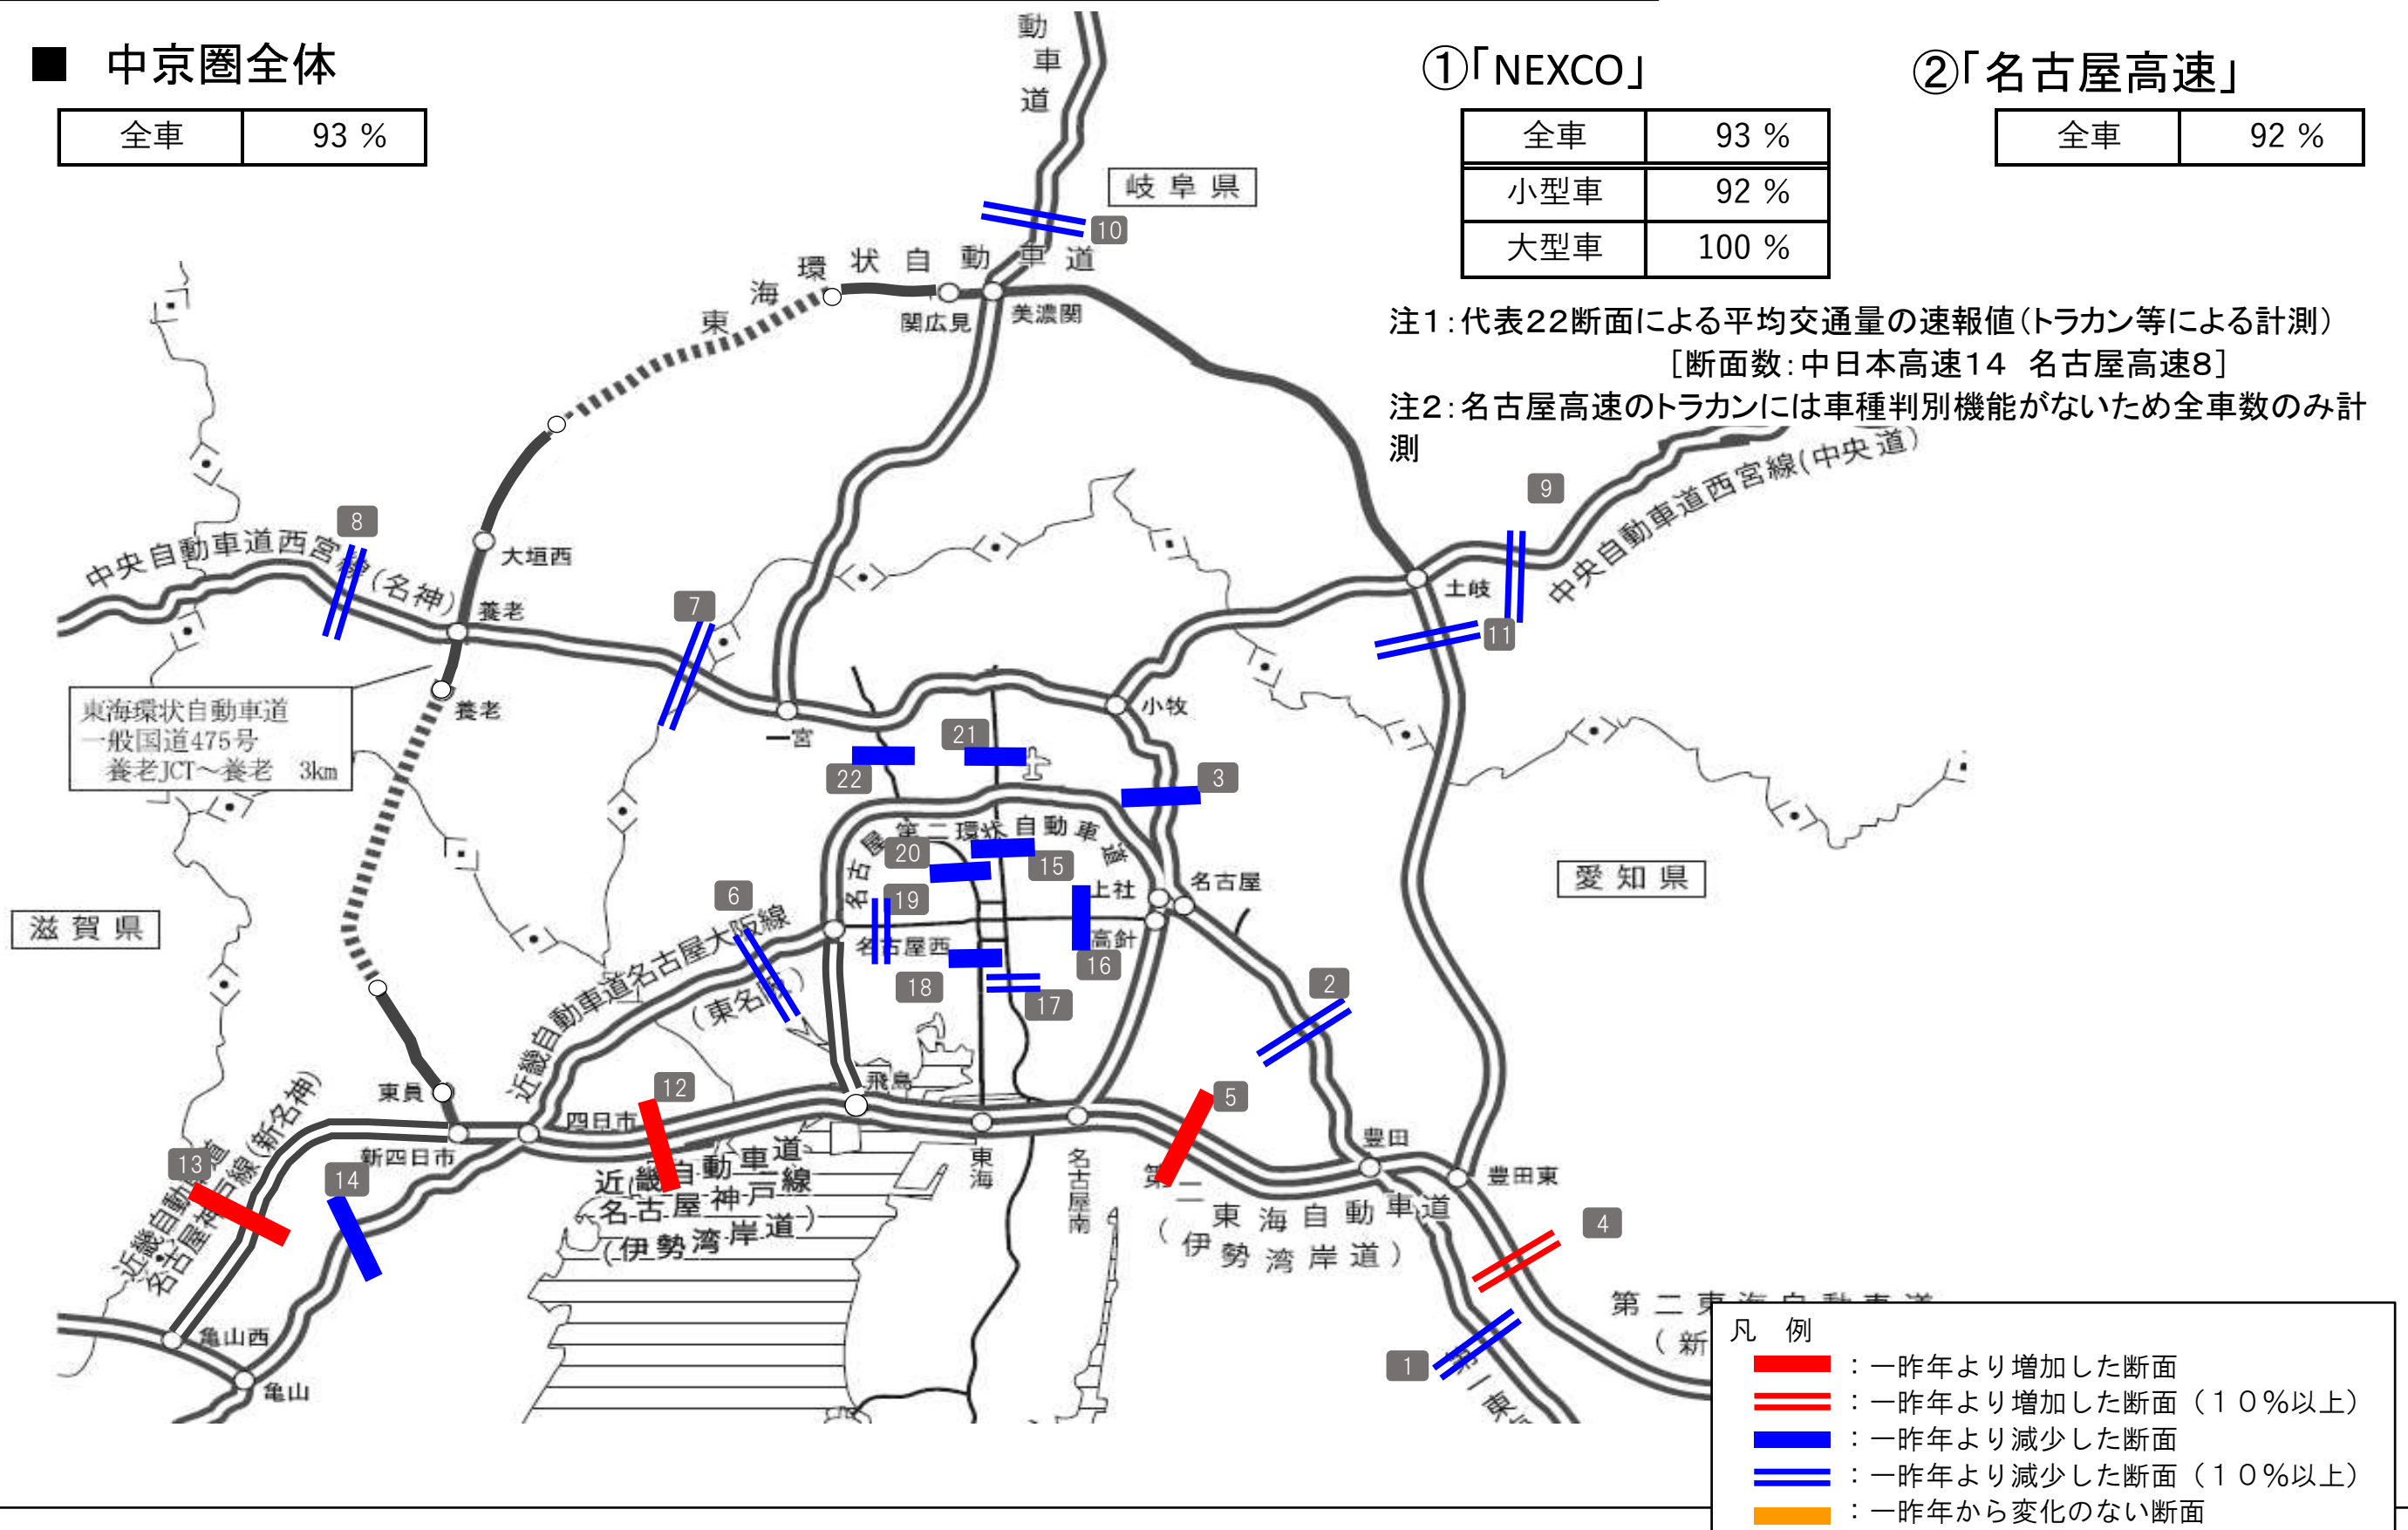 ■ 中京圏全体
全車 93 %
①「NEXCO」
全車 93 %
小型車 92 %
大型車 100 %
②「名古屋高速」
全車 92 %
注1：代表22断面による平均交通量の速報値（トラカン等による計測）
［断面数：中日本高速14 名古屋高速8］
注2：名古屋高速のトラカンには車種判別機能がないため全車数のみ計
測
動車道
岐阜県
10
東海環状自動車道
関広見
美濃関
9
中央自動車道西宮線(中央道)
8
中央自動車道西宮線(名神)
大垣西
養老
7
土岐
11
養老
東海環状自動車道
一般国道475号
養老JCT～養老 3km
一宮
小牧
21
22
3
名古屋第二環状自動車道
20
15
上社
名古屋
愛知県
19
6
滋賀県
名古屋西
高針
16
近畿自動車道名古屋大阪線
(東名阪)
18
17
2
東員
飛島
12
5
四日市
新四日市
13
14
近畿自動車道
名古屋神戸線(新名神)
近畿自動車道
名古屋神戸線
(伊勢湾岸道)
東海
名古屋南
豊田
豊田東
第二東海自動車道
(伊勢湾岸道)
4
亀山西
亀山
1
第一東
第二東海自動車道
(新
凡 例
：一昨年より増加した断面
：一昨年より増加した断面（１０％以上）
：一昨年より減少した断面
：一昨年より減少した断面（１０％以上）
：一昨年から変化のない断面